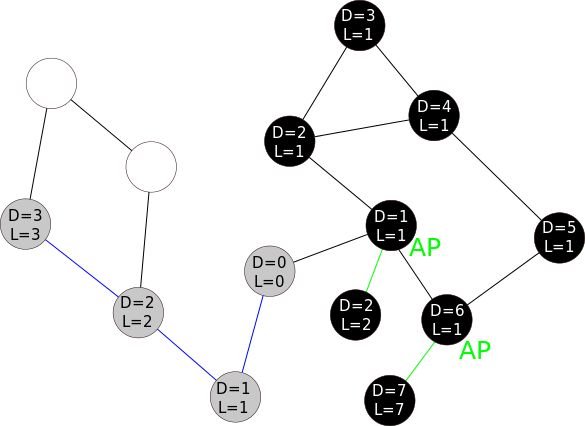 D=3
L=1
D=4
L=1
D=2
L=1
D=3
L=3
D=1
L=1
AP
D=5
L=1
D=0
L=0
D=2
L=2
D=2
L=2
D=6
L=1
AP
D=1
L=1
D=7
L=7